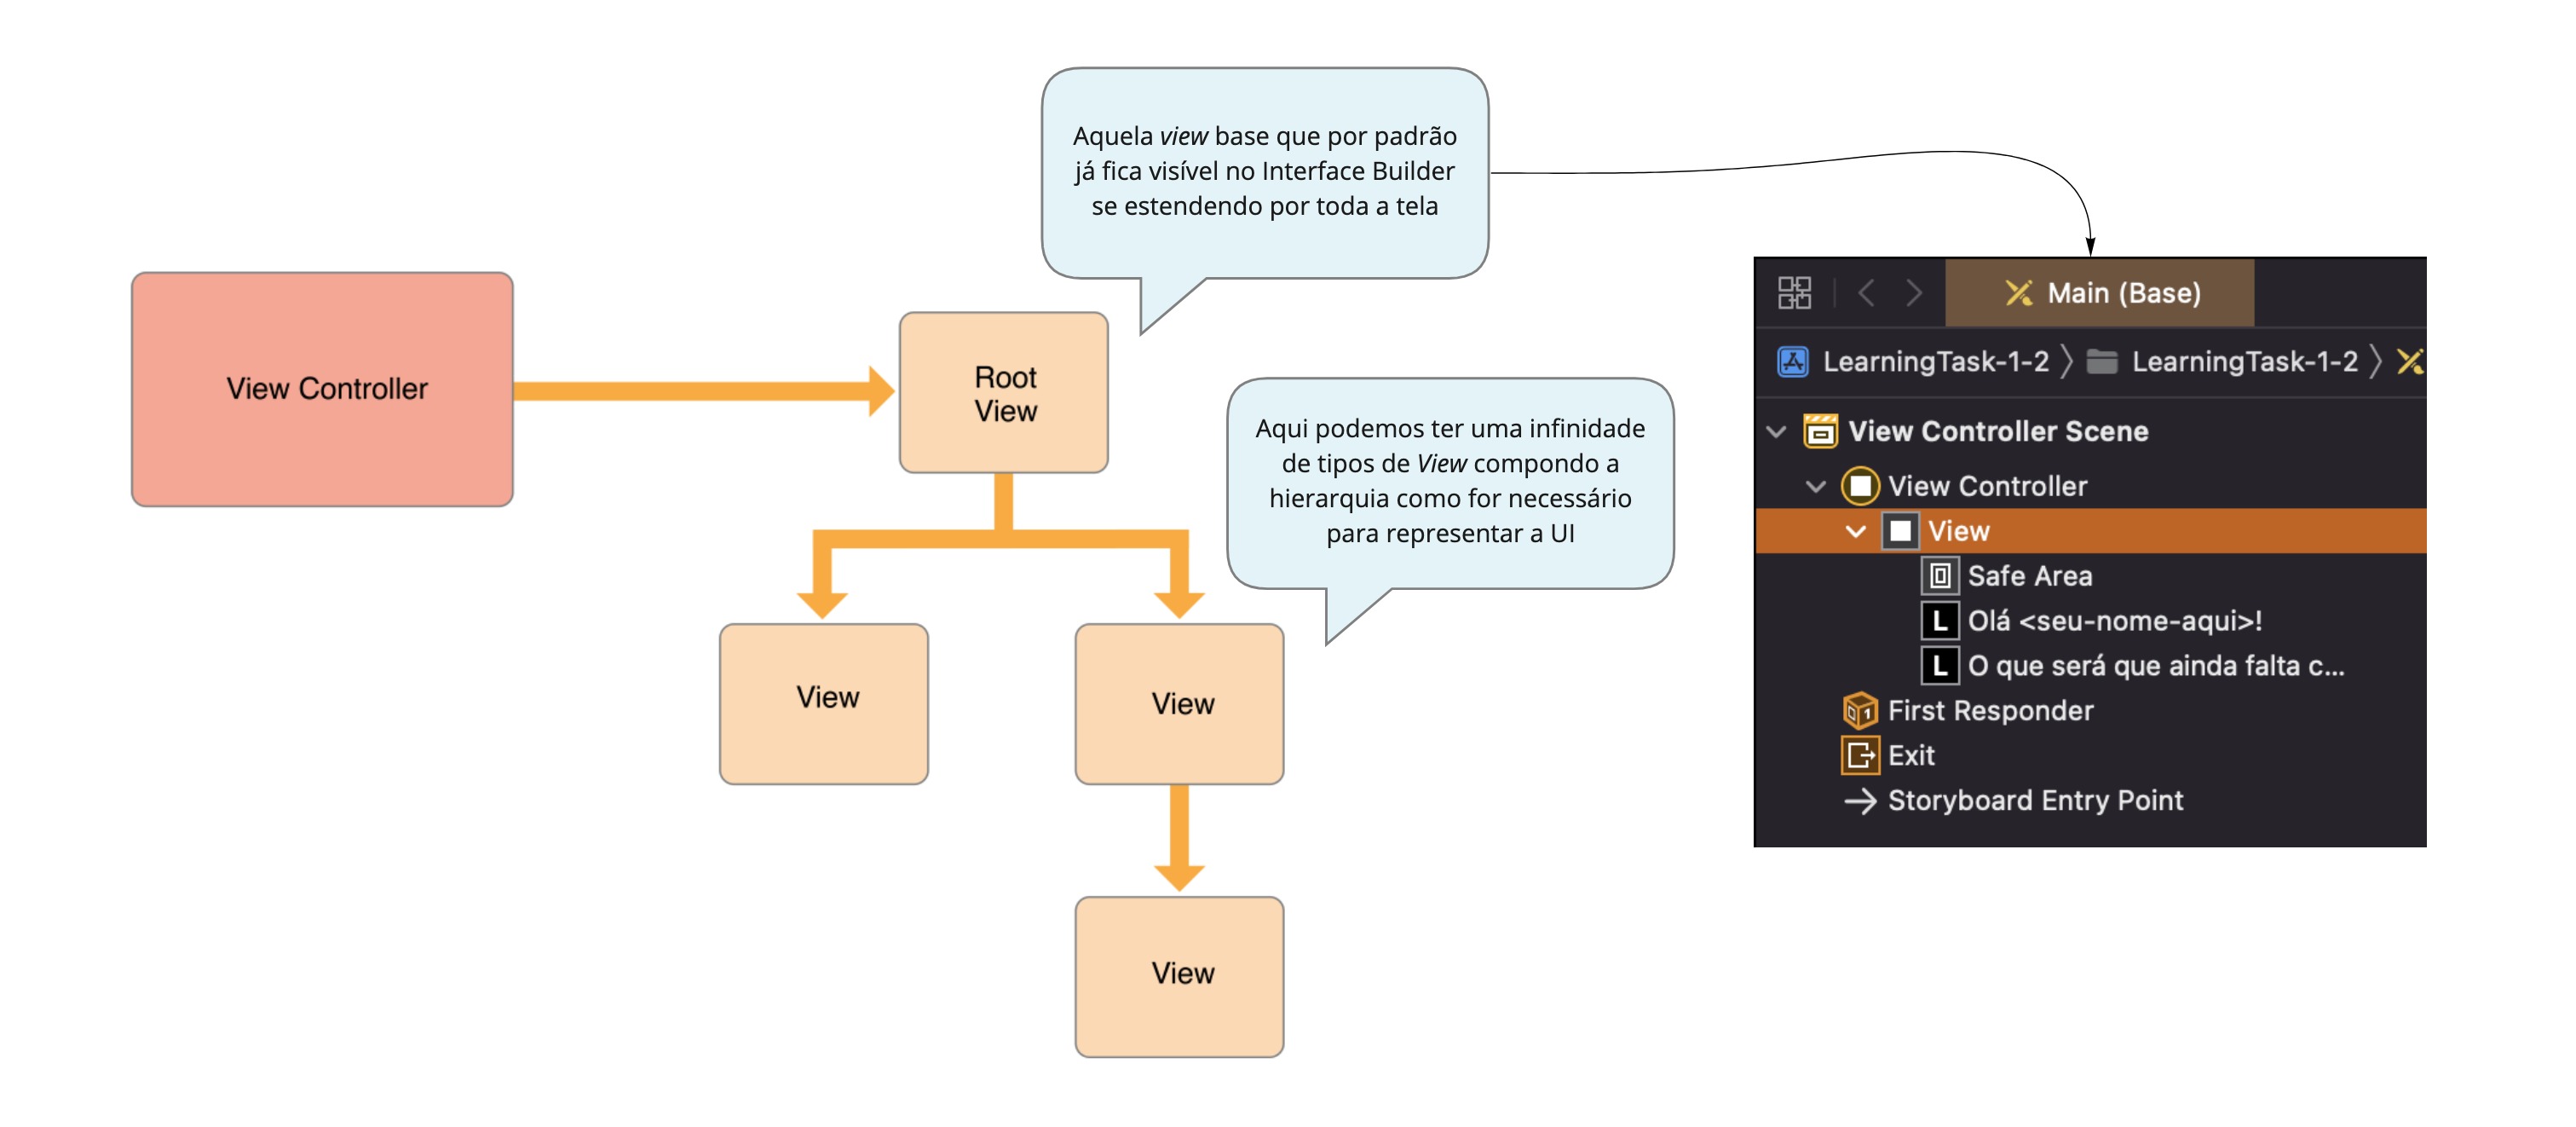 Aquela view base que por padrão
já fica visível no Interface Builder
se estendendo por toda a tela
View Controller
Root
View
Aqui podemos ter uma infinidade
de tipos de View compondo a
hierarquia como for necessário
para representar a UI
View
View
View
Main (Base)
LearningTask-1-2 〉 LearningTask-1-2 〉
View Controller Scene
View Controller
View
Safe Area
L Olá <seu-nome-aqui>!
L O que será que ainda falta c...
First Responder
Exit
Storyboard Entry Point